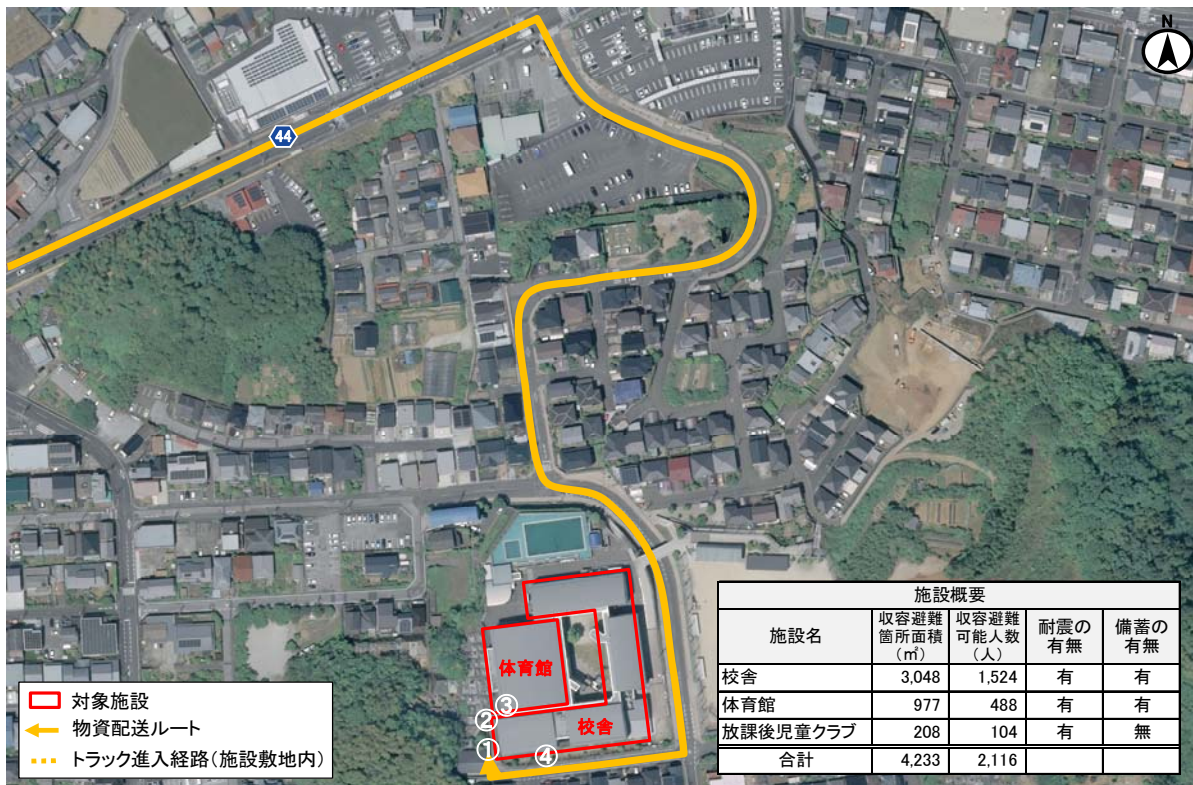 N
44
体育館
③
②
校舎
①
④
対象施設
物資配送ルート
トラック進入経路(施設敷地内)
施設概要
施設名 収容避難箇所面積(㎡) 収容避難可能人数(人) 耐震の有無 備蓄の有無
校舎 3,048 1,524 有 有
体育館 977 488 有 有
放課後児童クラブ 208 104 有 無
合計 4,233 2,116